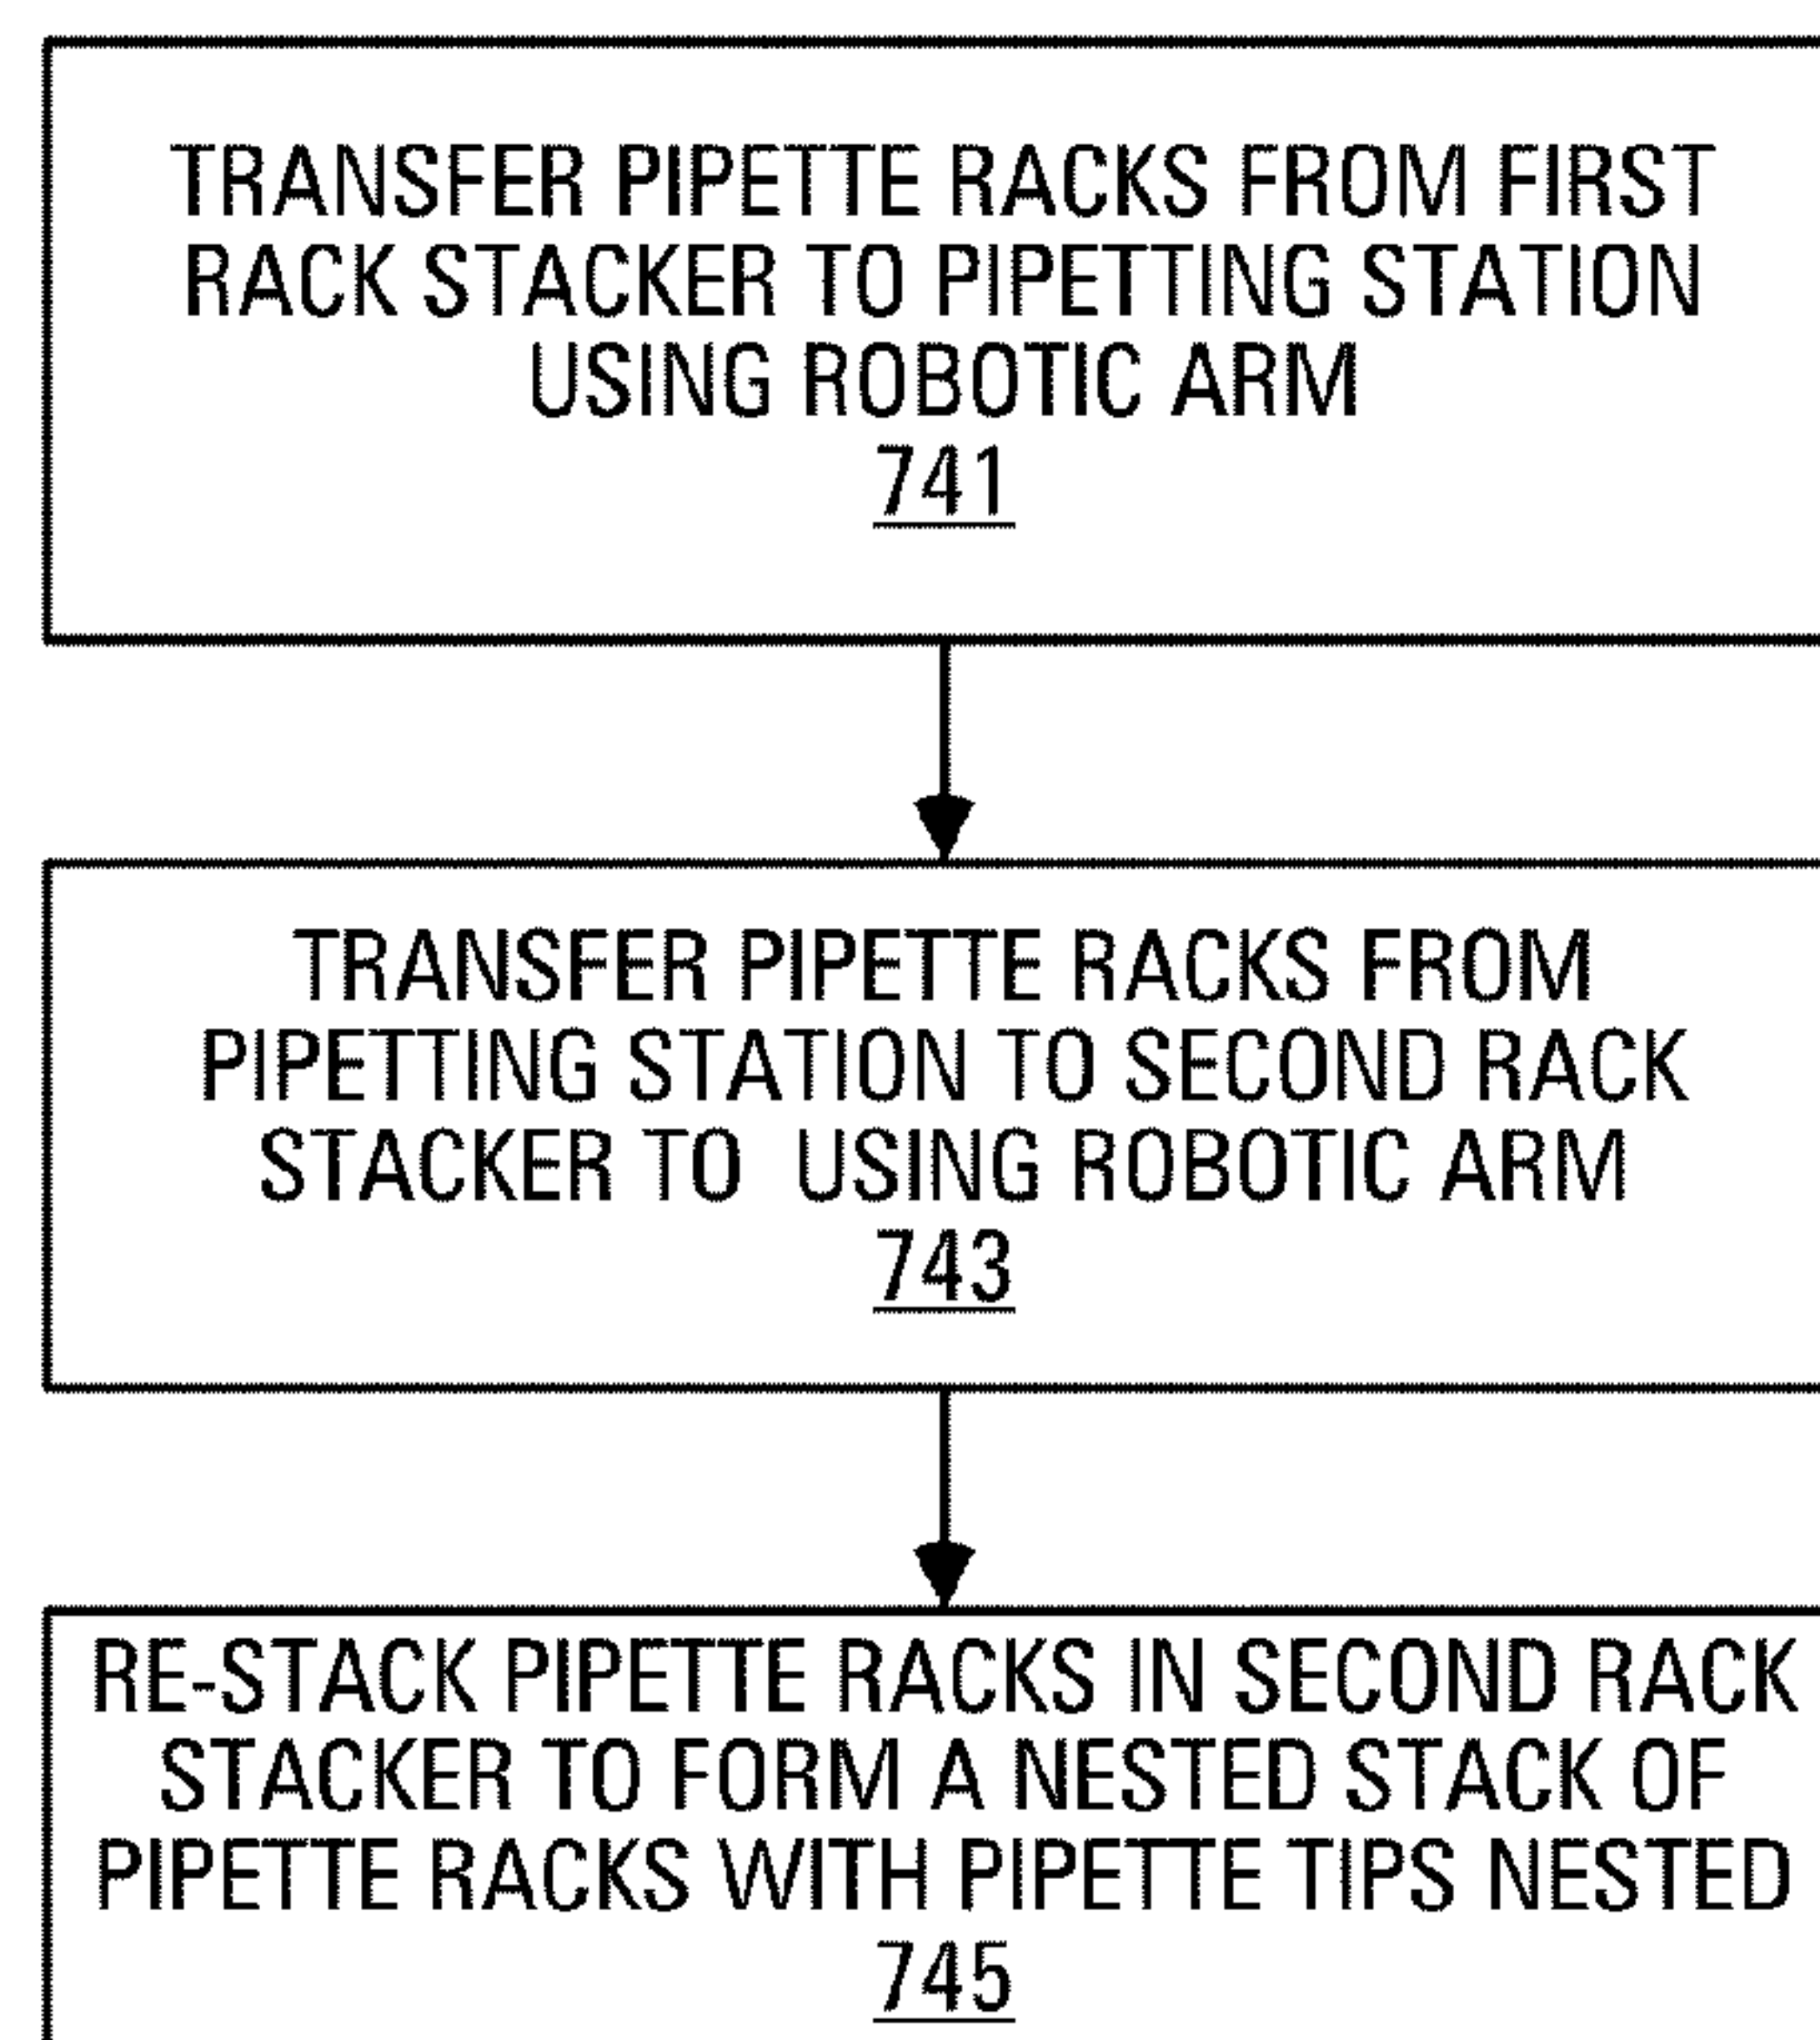 TRANSFER PIPETTE RACKS FROM FIRST
RACK STACKER TO PIPETTING STATION
USING ROBOTIC ARM
741
TRANSFER PIPETTE RACKS FROM
PIPETTING STATION TO SECOND RACK
STACKER TO USING ROBOTIC ARM
743
RE-STACK PIPETTE RACKS IN SECOND RACK
STACKER TO FORM A NESTED STACK OF
PIPETTE RACKS WITH PIPETTE TIPS NESTED
745